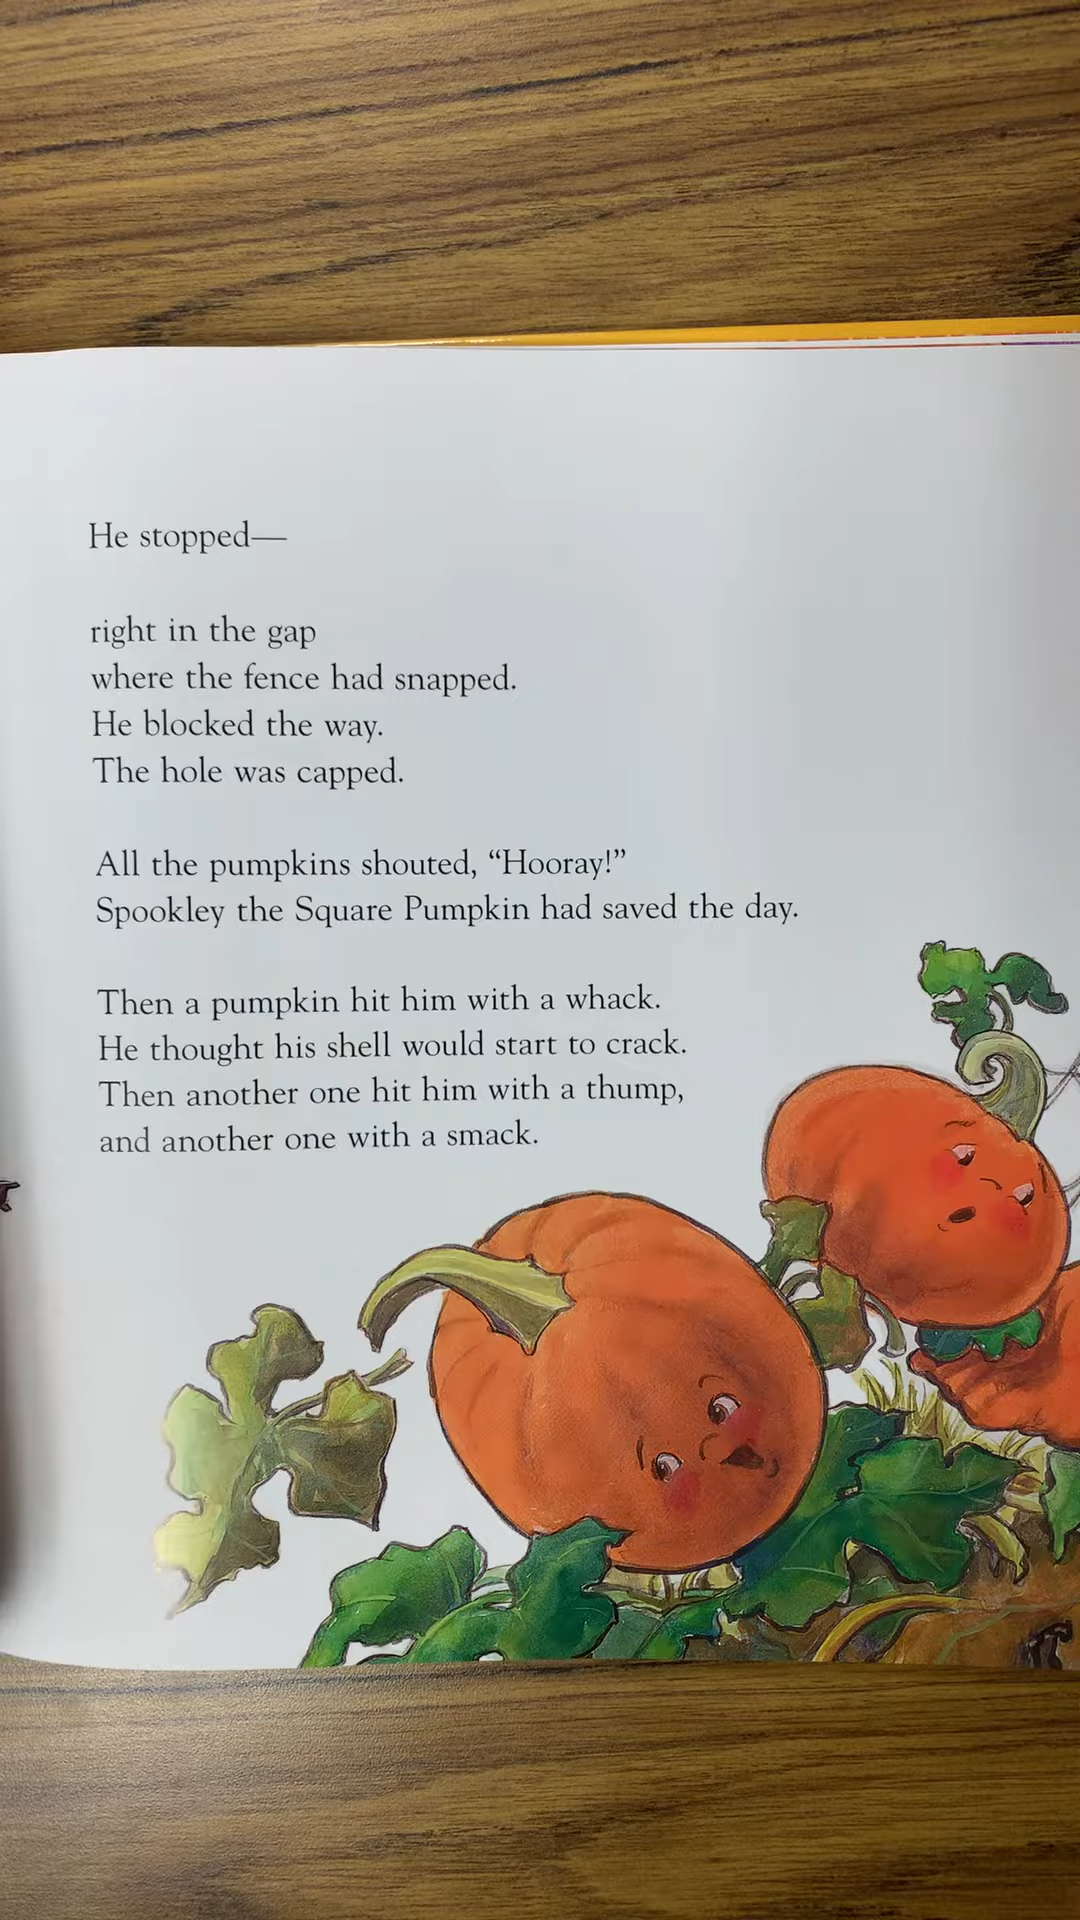 He stopped—
right in the gap
where the fence had snapped.
He blocked the way.
The hole was capped.
All the pumpkins shouted, “Hooray!”
Spookley the Square Pumpkin had saved the day.
Then a pumpkin hit him with a whack.
He thought his shell would start to crack.
Then another one hit him with a thump,
and another one with a smack.